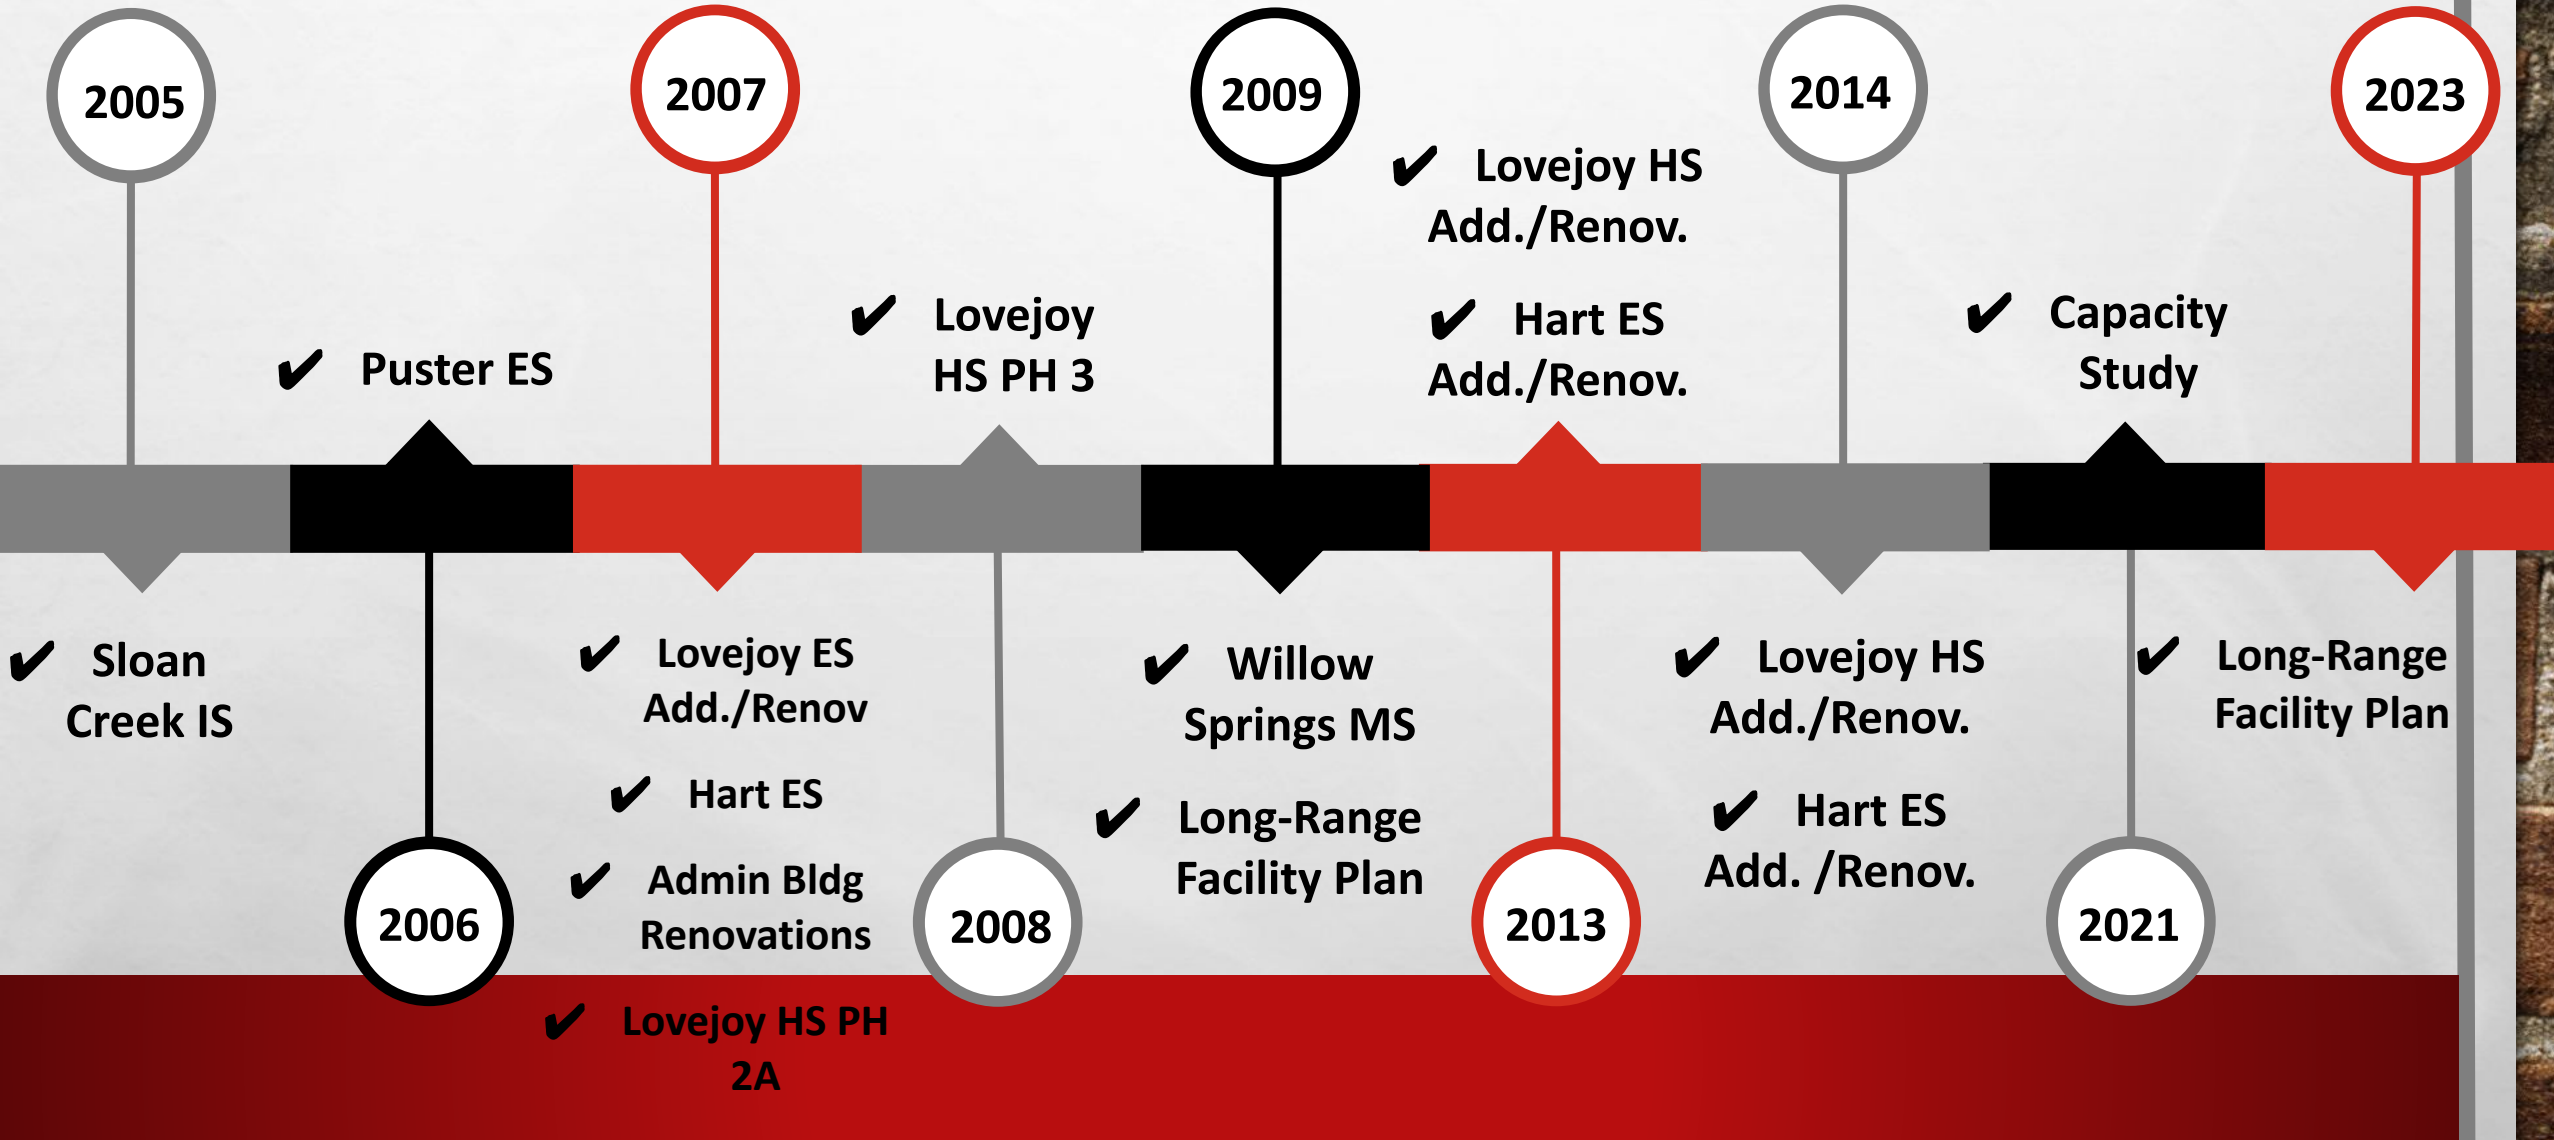 2005
✔ Sloan
Creek IS
✔ Puster ES
2006
2007
✔ Lovejoy ES
Add./Renov
✔ Hart ES
✔ Admin Bldg
Renovations
✔ Lovejoy HS PH
2A
✔ Lovejoy
HS PH 3
2008
2009
✔ Willow
Springs MS
✔ Long-Range
Facility Plan
✔ Lovejoy HS
Add./Renov.
✔ Hart ES
Add./Renov.
2013
2014
✔ Lovejoy HS
Add./Renov.
✔ Hart ES
Add. /Renov.
✔ Capacity
Study
2021
2023
✔ Long-Range
Facility Plan